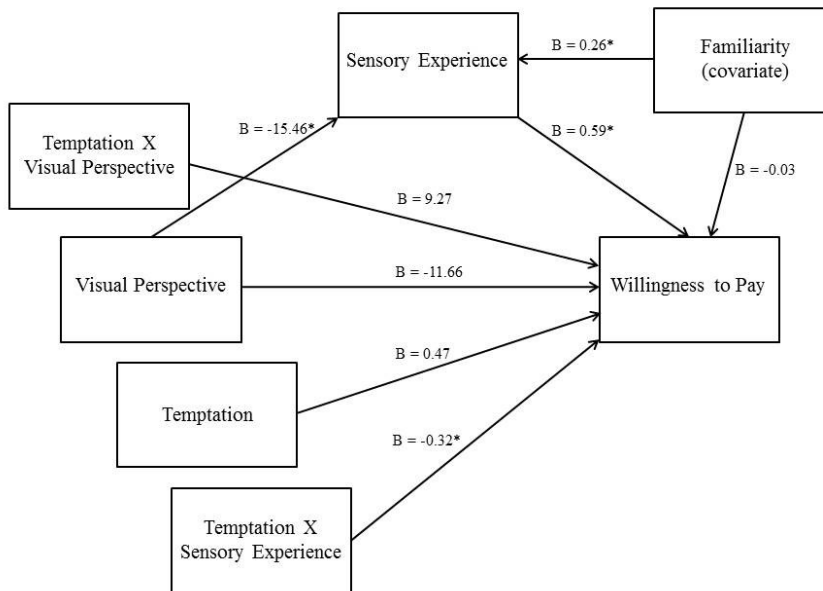 Sensory Experience
B = 0.26*
Familiarity
(covariate)
Temptation X
Visual Perspective
B = -15.46*
B = 0.59*
B = -0.03
B = 9.27
Visual Perspective
B = -11.66
Willingness to Pay
B = 0.47
Temptation
B = -0.32*
Temptation X
Sensory Experience